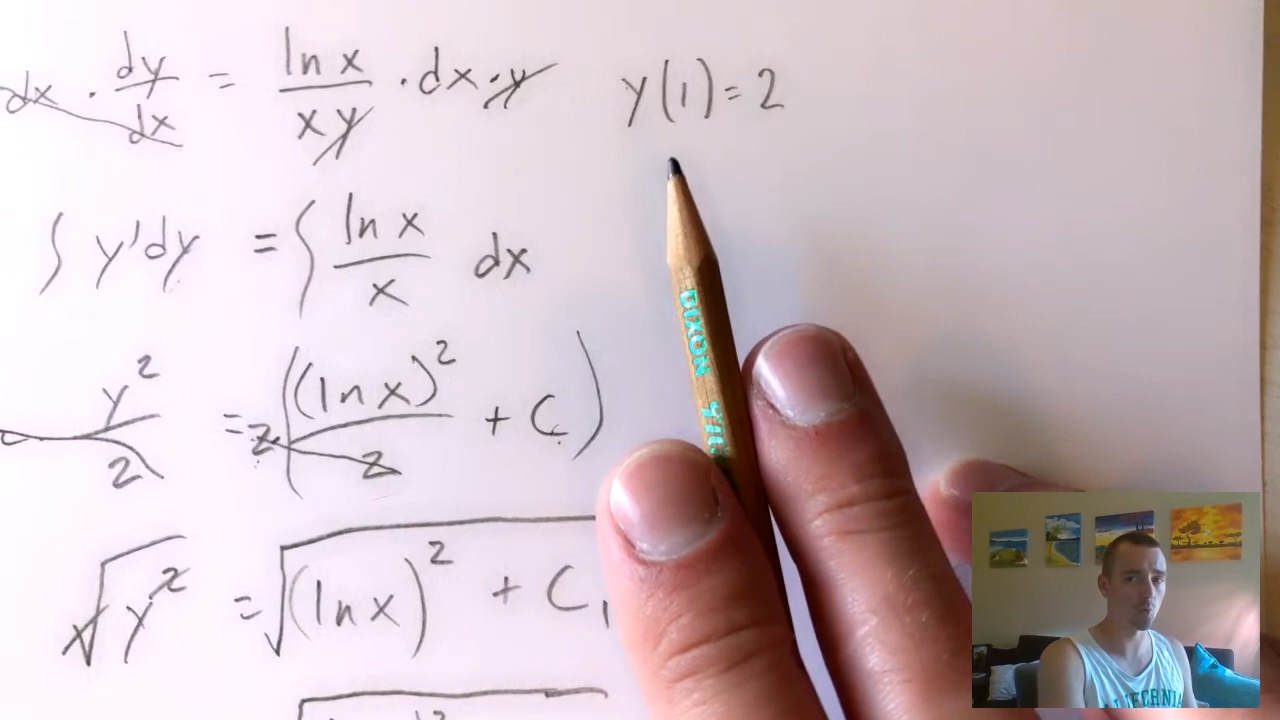 dx · dy/dx = ln x/xy · dx · y
y(1) = 2
∫ y' dy = ∫ ln x/x dx
y²/2 = 2((ln x)²/2 + C)
√y² = √(ln x)² + C₁
DIXON